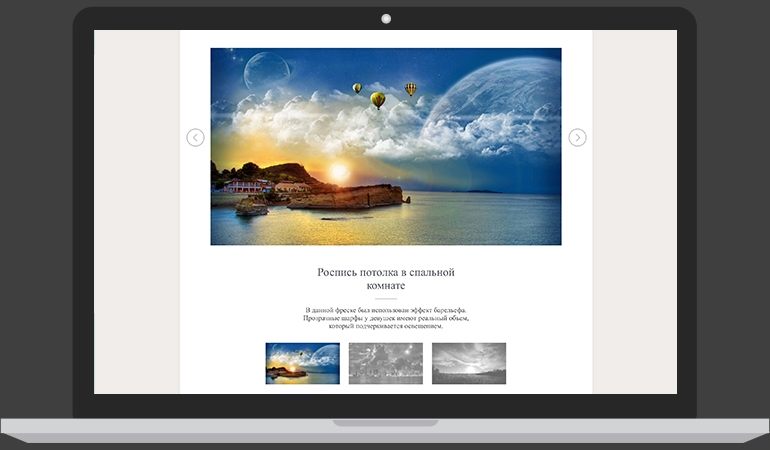 Роспись потолка в спальной
комнате
В данной фреске был использован эффект барельефа.
Прозрачные шарфы у девушек имеют реальный объем,
который подчеркивается освещением.